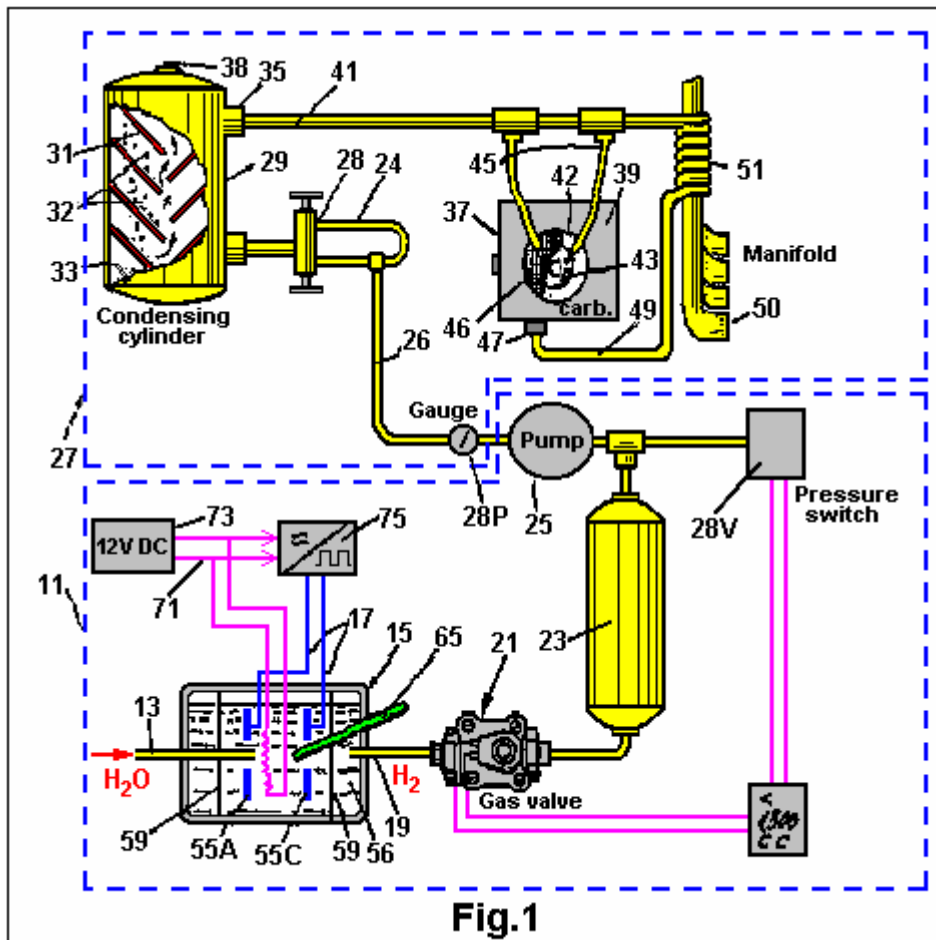 38
35
41
31
32
33
29
28
24
45
42
39
37
51
Manifold
43
46
carb.
47
49
50
Condensing
cylinder
26
27
Gauge
28P
Pump
25
28V
Pressure
switch
73
12V DC
75
71
11
17
15
65
21
23
13
H₂O
H₂
Gas valve
59
55A
55C
59
56
19
Fig.1